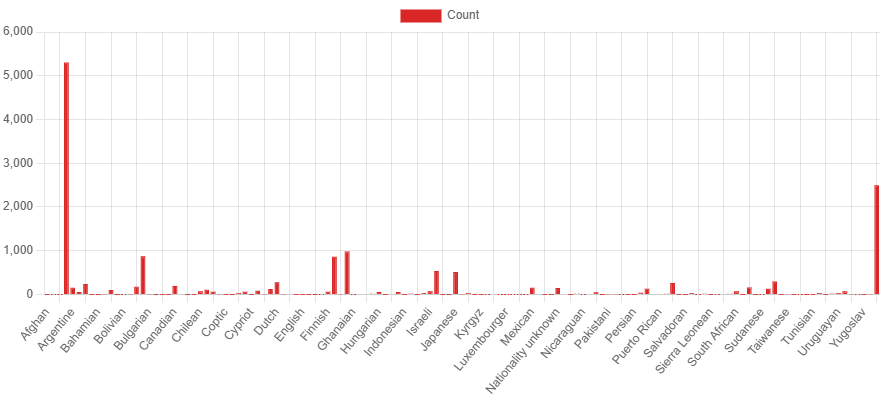 Count
6,000
5,000
4,000
3,000
2,000
1,000
0
Afghan
Argentine
Bahamian
Bolivian
Bulgarian
Canadian
Chilean
Coptic
Cypriot
Dutch
English
Finnish
Ghanaian
Hungarian
Indonesian
Israeli
Japanese
Kyrgyz
Luxembourger
Mexican
Nationality unknown
Nicaraguan
Pakistani
Persian
Puerto Rican
Salvadoran
Sierra Leonean
South African
Sudanese
Taiwanese
Tunisian
Uruguayan
Yugoslav